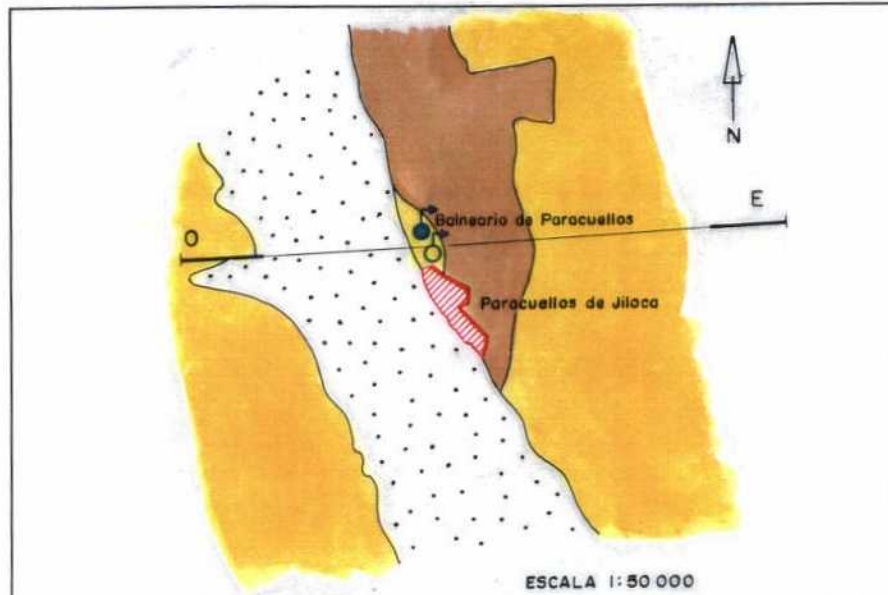 N
E
Balneario de Paracuellos
O
Paracuellos de Jiloca
ESCALA 1:50 000